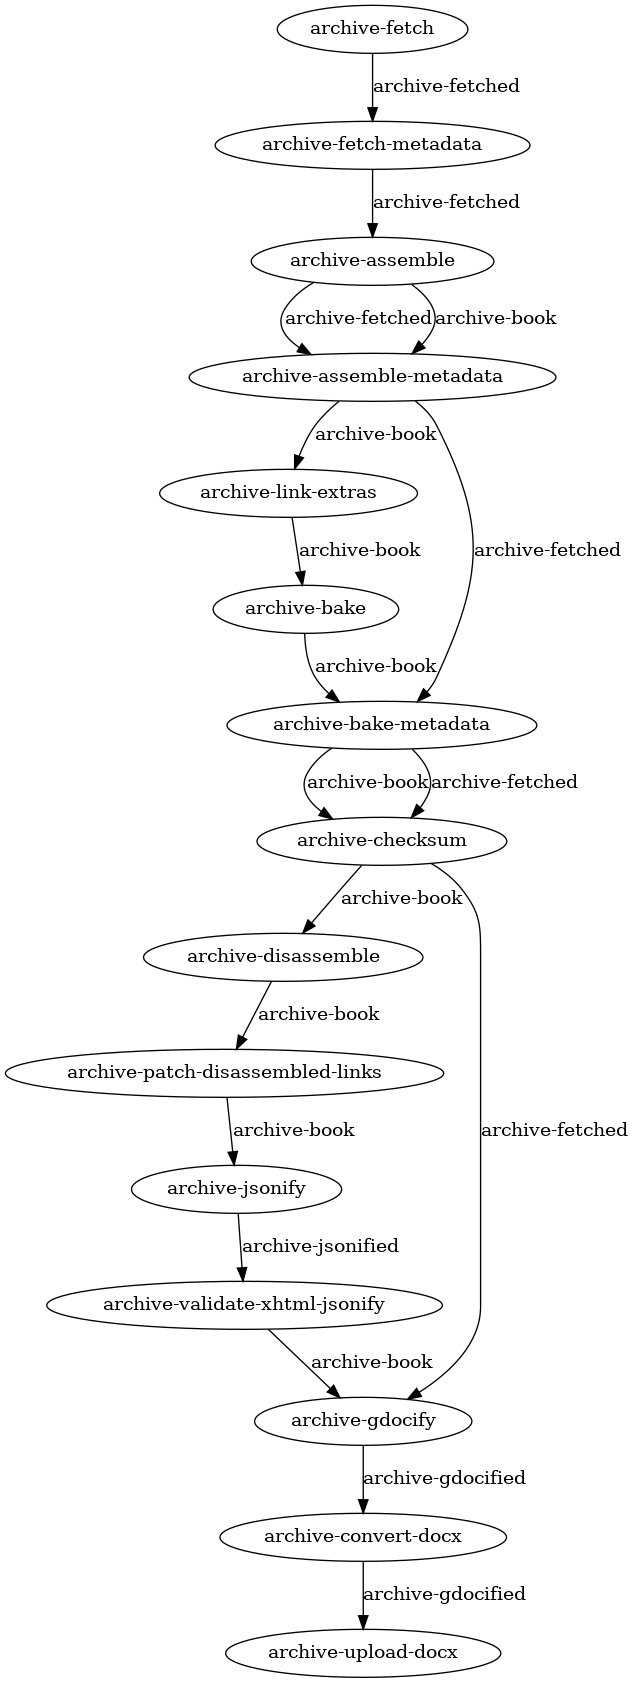 archive-fetch
archive-fetched
archive-fetch-metadata
archive-fetched
archive-assemble
archive-fetched
archive-book
archive-assemble-metadata
archive-book
archive-link-extras
archive-book
archive-fetched
archive-bake
archive-book
archive-bake-metadata
archive-book
archive-fetched
archive-checksum
archive-book
archive-disassemble
archive-book
archive-patch-disassembled-links
archive-book
archive-fetched
archive-jsonify
archive-jsonified
archive-validate-xhtml-jsonify
archive-book
archive-gdocify
archive-gdocified
archive-convert-docx
archive-gdocified
archive-upload-docx